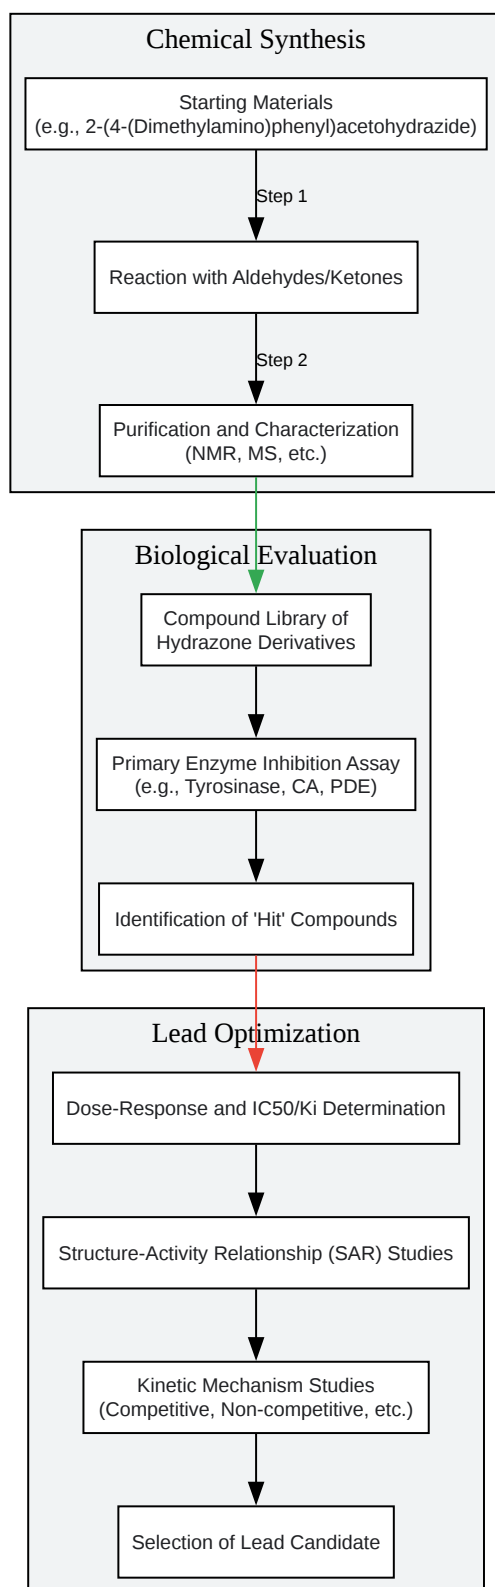 Chemical Synthesis
Starting Materials
(e.g., 2-(4-(Dimethylamino)phenyl)acetohydrazide)
Step 1
Reaction with Aldehydes/Ketones
Step 2
Purification and Characterization
(NMR, MS, etc.)
Biological Evaluation
Compound Library of
Hydrazone Derivatives
Primary Enzyme Inhibition Assay
(e.g., Tyrosinase, CA, PDE)
Identification of 'Hit' Compounds
Lead Optimization
Dose-Response and IC50/Ki Determination
Structure-Activity Relationship (SAR) Studies
Kinetic Mechanism Studies
(Competitive, Non-competitive, etc.)
Selection of Lead Candidate